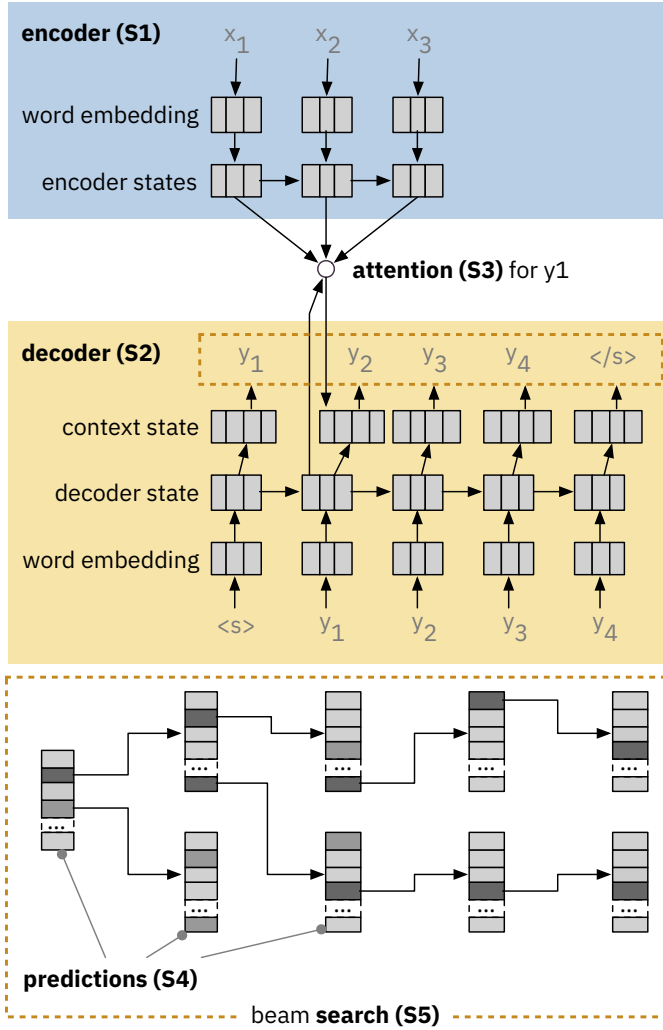 encoder (S1)
x1 x2 x3
word embedding
encoder states
attention (S3) for y1
decoder (S2)
y1 y2 y3 y4 </s>
context state
decoder state
word embedding
<s> y1 y2 y3 y4
... ... ... ...
...
... ... ... ...
predictions (S4)
beam search (S5)